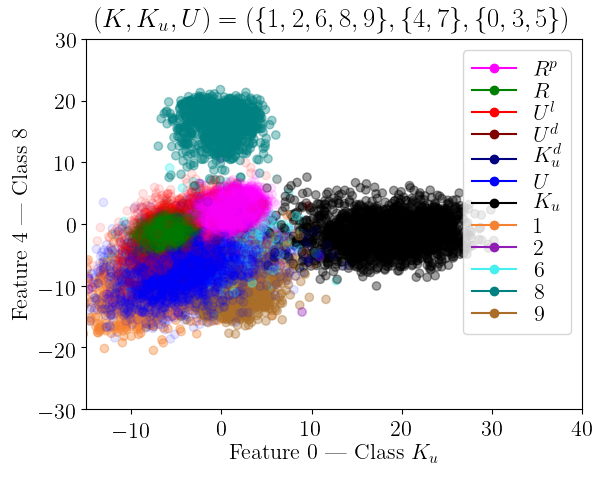 (K, K_u, U) = ({1, 2, 6, 8, 9}, {4, 7}, {0, 3, 5})
30
20
10
0
−10
−20
−30
Feature 4 — Class 8
−10
0
10
20
30
40
Feature 0 — Class K_u
R^p
R
U^l
U^d
K_u^d
U
K_u
1
2
6
8
9